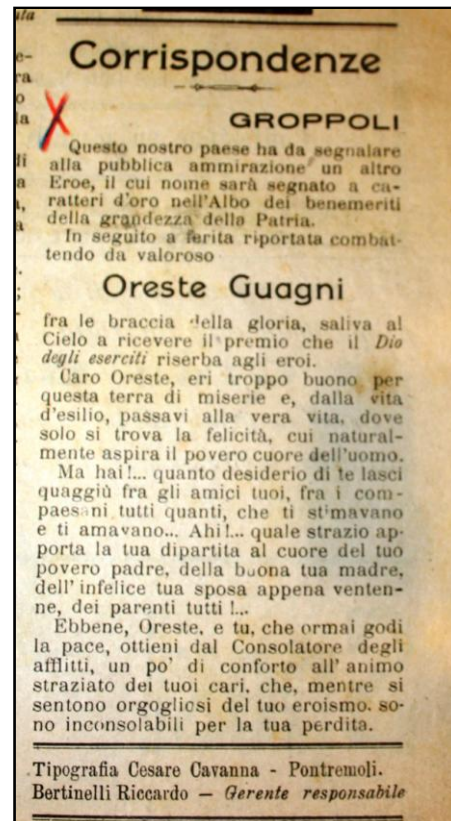 Corrispondenze
GROPPOLI
Questo nostro paese ha da segnalare
alla pubblica ammirazione un altro
Eroe, il cui nome sarà segnato a ca-
ratteri d'oro nell'Albo dei benemeriti
della grandezza della Patria.
In seguito a ferita riportata combat-
tendo da valoroso
Oreste Guagni
fra le braccia della gloria, saliva al
Cielo a ricevere il premio che il Dio
degli eserciti riserba agli eroi.
Caro Oreste, eri troppo buono per
questa terra di miserie e, dalla vita
d'esilio, passavi alla vera vita, dove
solo si trova la felicità, cui natural-
mente aspira il povero cuore dell'uomo.
Ma hai!... quanto desiderio di te lasci
quaggiù fra gli amici tuoi, fra i com-
paesani tutti quanti, che ti stimavano
e ti amavano... Ahi!... quale strazio ap-
porta la tua dipartita al cuore del tuo
povero padre, della buona tua madre,
dell'infelice tua sposa appena venten-
ne, dei parenti tutti!...
Ebbene, Oreste, e tu, che ormai godi
la pace, ottieni dal Consolatore degli
afflitti, un po' di conforto all'animo
straziato dei tuoi cari, che, mentre si
sentono orgogliosi del tuo eroismo, so-
no inconsolabili per la tua perdita.
Tipografia Cesare Cavanna - Pontremoli.
Bertinelli Riccardo — Gerente responsabile